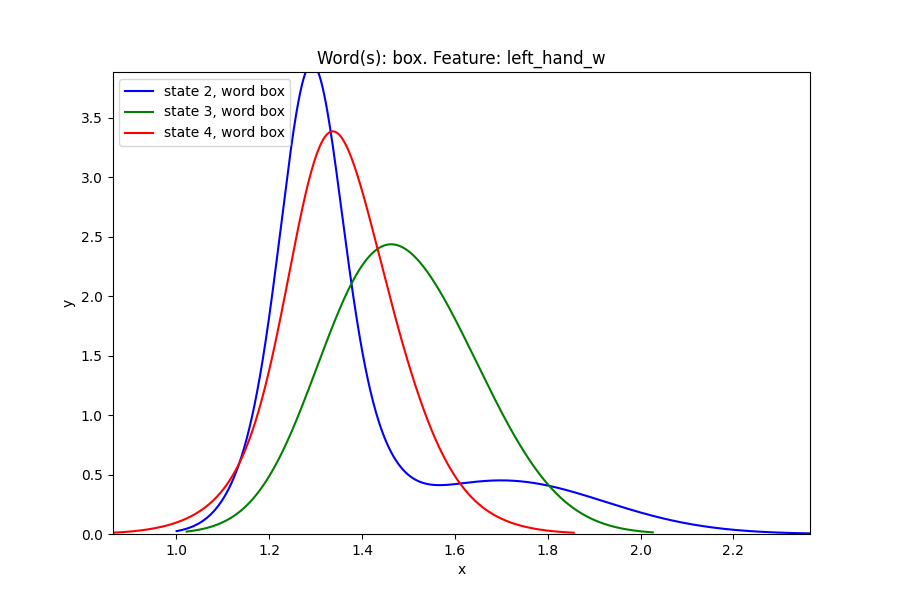 Word(s): box. Feature: left_hand_w
state 2, word box
state 3, word box
state 4, word box
3.5
3.0
2.5
2.0
1.5
1.0
0.5
0.0
y
1.0 1.2 1.4 1.6 1.8 2.0 2.2
x